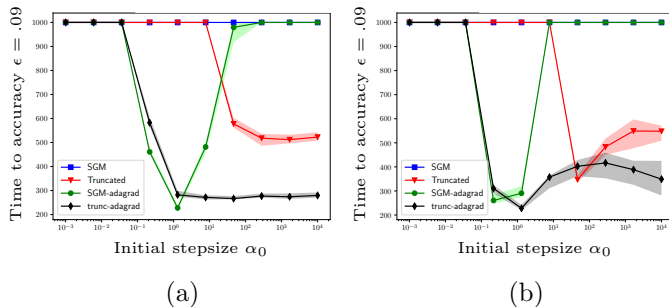 Time to accuracy ϵ = .09
1000
900
800
700
600
500
400
300
200
SGM
Truncated
SGM-adagrad
trunc-adagrad
10⁻³ 10⁻² 10⁻¹ 10⁰ 10¹ 10² 10³ 10⁴
Initial stepsize α₀
(a)
Time to accuracy ϵ = .09
1000
900
800
700
600
500
400
300
200
SGM
Truncated
SGM-adagrad
trunc-adagrad
10⁻³ 10⁻² 10⁻¹ 10⁰ 10¹ 10² 10³ 10⁴
Initial stepsize α₀
(b)